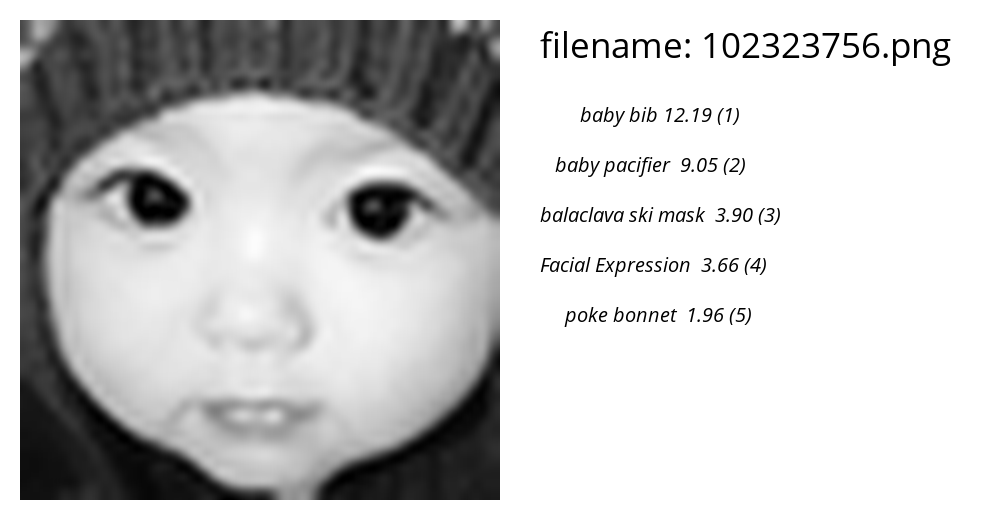 filename: 102323756.png
baby bib 12.19 (1)
baby pacifier 9.05 (2)
balaclava ski mask 3.90 (3)
Facial Expression 3.66 (4)
poke bonnet 1.96 (5)